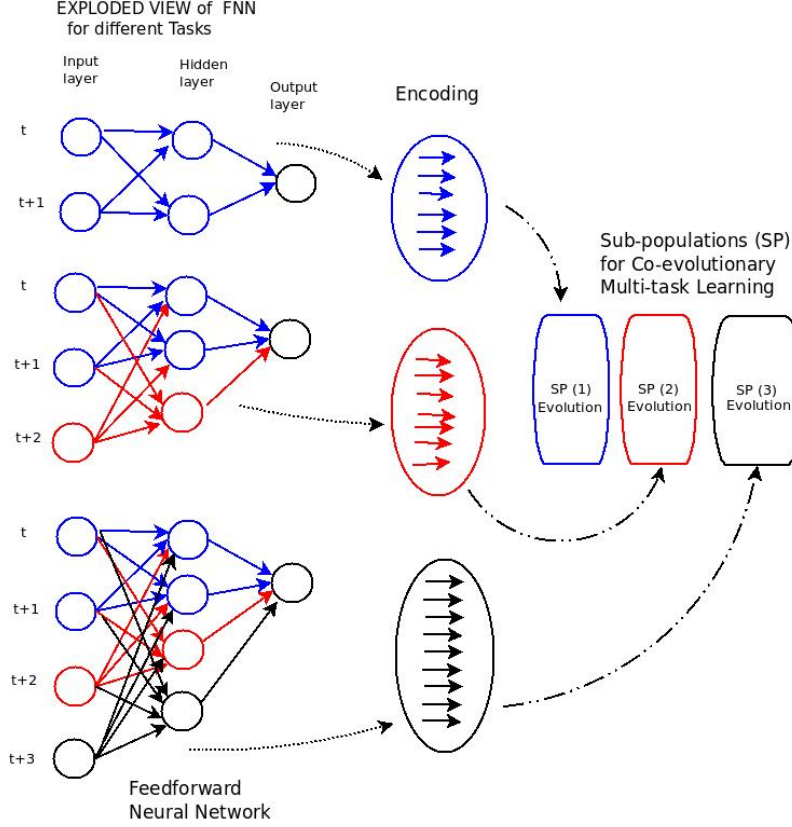 EXPLODED VIEW of FNN
for different Tasks
Input
layer
Hidden
layer
Output
layer
Encoding
t
t+1
t
t+1
t+2
Sub-populations (SP)
for Co-evolutionary
Multi-task Learning
SP (1)
Evolution
SP (2)
Evolution
SP (3)
Evolution
t
t+1
t+2
t+3
Feedforward
Neural Network